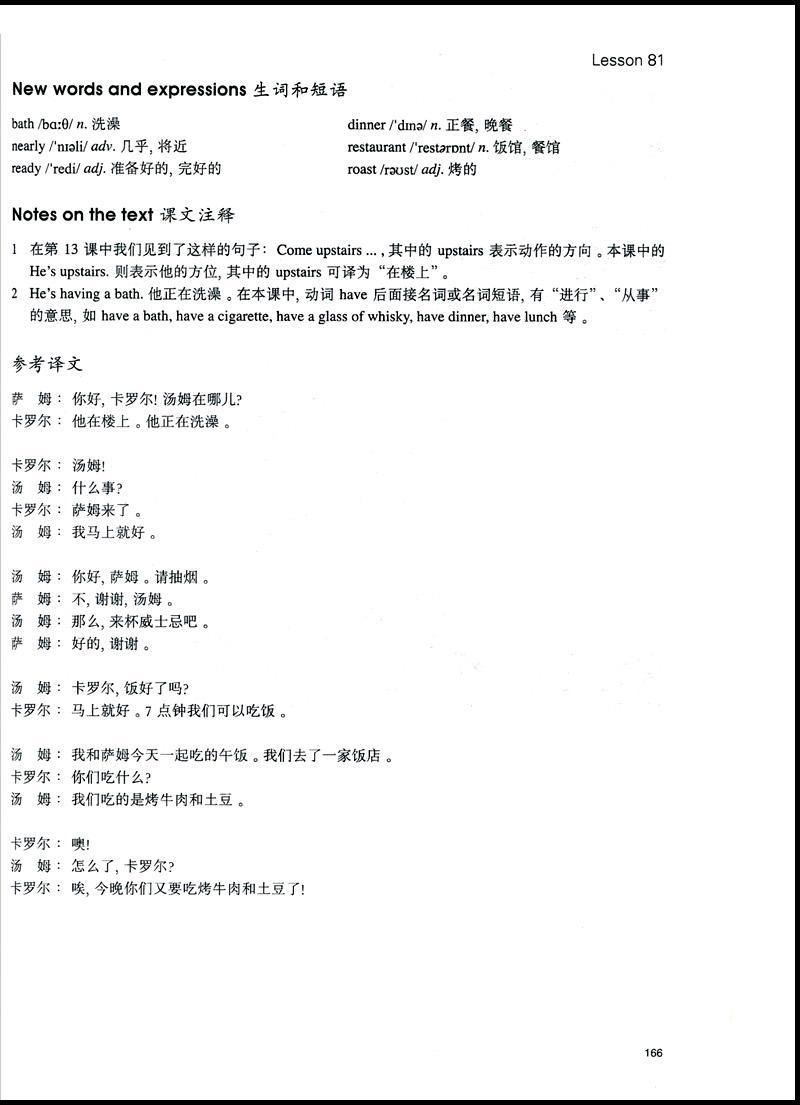 Lesson 81
New words and expressions 生词和短语
bath /bɑ:θ/ n. 洗澡
dinner /'dɪnə/ n. 正餐, 晚餐
nearly /'nɪəli/ adv. 几乎, 将近
restaurant /'restərɒnt/ n. 饭馆, 餐馆
ready /'redi/ adj. 准备好的, 完好的
roast /rəʊst/ adj. 烤的
Notes on the text 课文注释
1 在第 13 课中我们见到了这样的句子： Come upstairs ... , 其中的 upstairs 表示动作的方向。本课中的
He's upstairs. 则表示他的方位, 其中的 upstairs 可译为“在楼上”。
2 He's having a bath. 他正在洗澡。在本课中, 动词 have 后面接名词或名词短语, 有“进行”、“从事”
的意思, 如 have a bath, have a cigarette, have a glass of whisky, have dinner, have lunch 等。
参考译文
萨 姆： 你好, 卡罗尔! 汤姆在哪儿?
卡罗尔： 他在楼上。他正在洗澡。
卡罗尔： 汤姆!
汤 姆： 什么事?
卡罗尔： 萨姆来了。
汤 姆： 我马上就好。
汤 姆： 你好, 萨姆。请抽烟。
萨 姆： 不, 谢谢, 汤姆。
汤 姆： 那么, 来杯威士忌吧。
萨 姆： 好的, 谢谢。
汤 姆： 卡罗尔, 饭好了吗?
卡罗尔： 马上就好。7 点钟我们可以吃饭。
汤 姆： 我和萨姆今天一起吃的午饭。我们去了一家饭店。
卡罗尔： 你们吃什么?
汤 姆： 我们吃的是烤牛肉和土豆。
卡罗尔： 噢!
汤 姆： 怎么了, 卡罗尔?
卡罗尔： 唉, 今晚你们又要吃烤牛肉和土豆了!
166